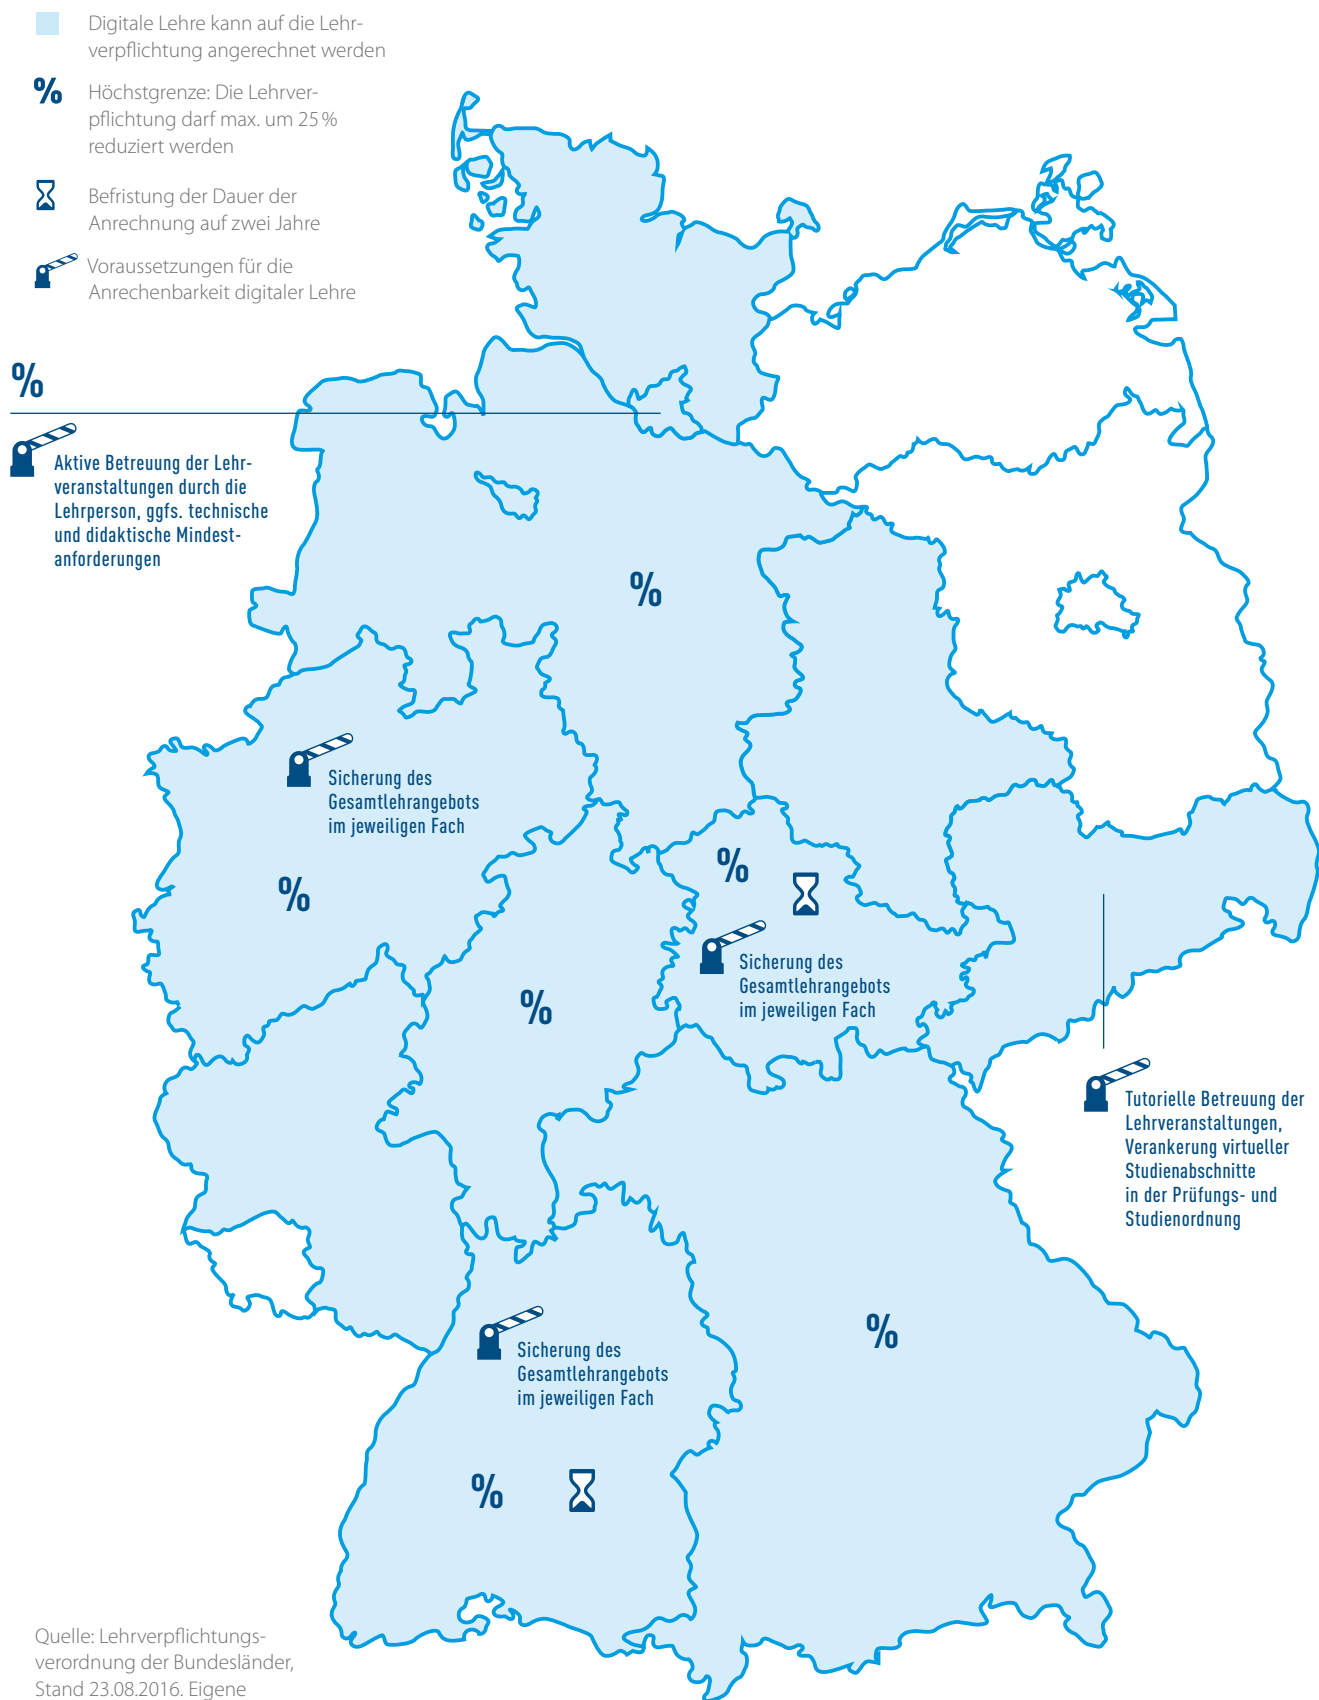 Digitale Lehre kann auf die Lehr-
verpflichtung angerechnet werden
%
Höchstgrenze: Die Lehrver-
pflichtung darf max. um 25 %
reduziert werden
Befristung der Dauer der
Anrechnung auf zwei Jahre
Voraussetzungen für die
Anrechenbarkeit digitaler Lehre
%
Aktive Betreuung der Lehr-
veranstaltungen durch die
Lehrperson, ggfs. technische
und didaktische Mindest-
anforderungen
%
Sicherung des
Gesamtlehrangebots
im jeweiligen Fach
%
%
Sicherung des
Gesamtlehrangebots
im jeweiligen Fach
%
Tutorielle Betreuung der
Lehrveranstaltungen,
Verankerung virtueller
Studienabschnitte
in der Prüfungs- und
Studienordnung
%
Sicherung des
Gesamtlehrangebots
im jeweiligen Fach
%
Quelle: Lehrverpflichtungs-
verordnung der Bundesländer,
Stand 23.08.2016. Eigene